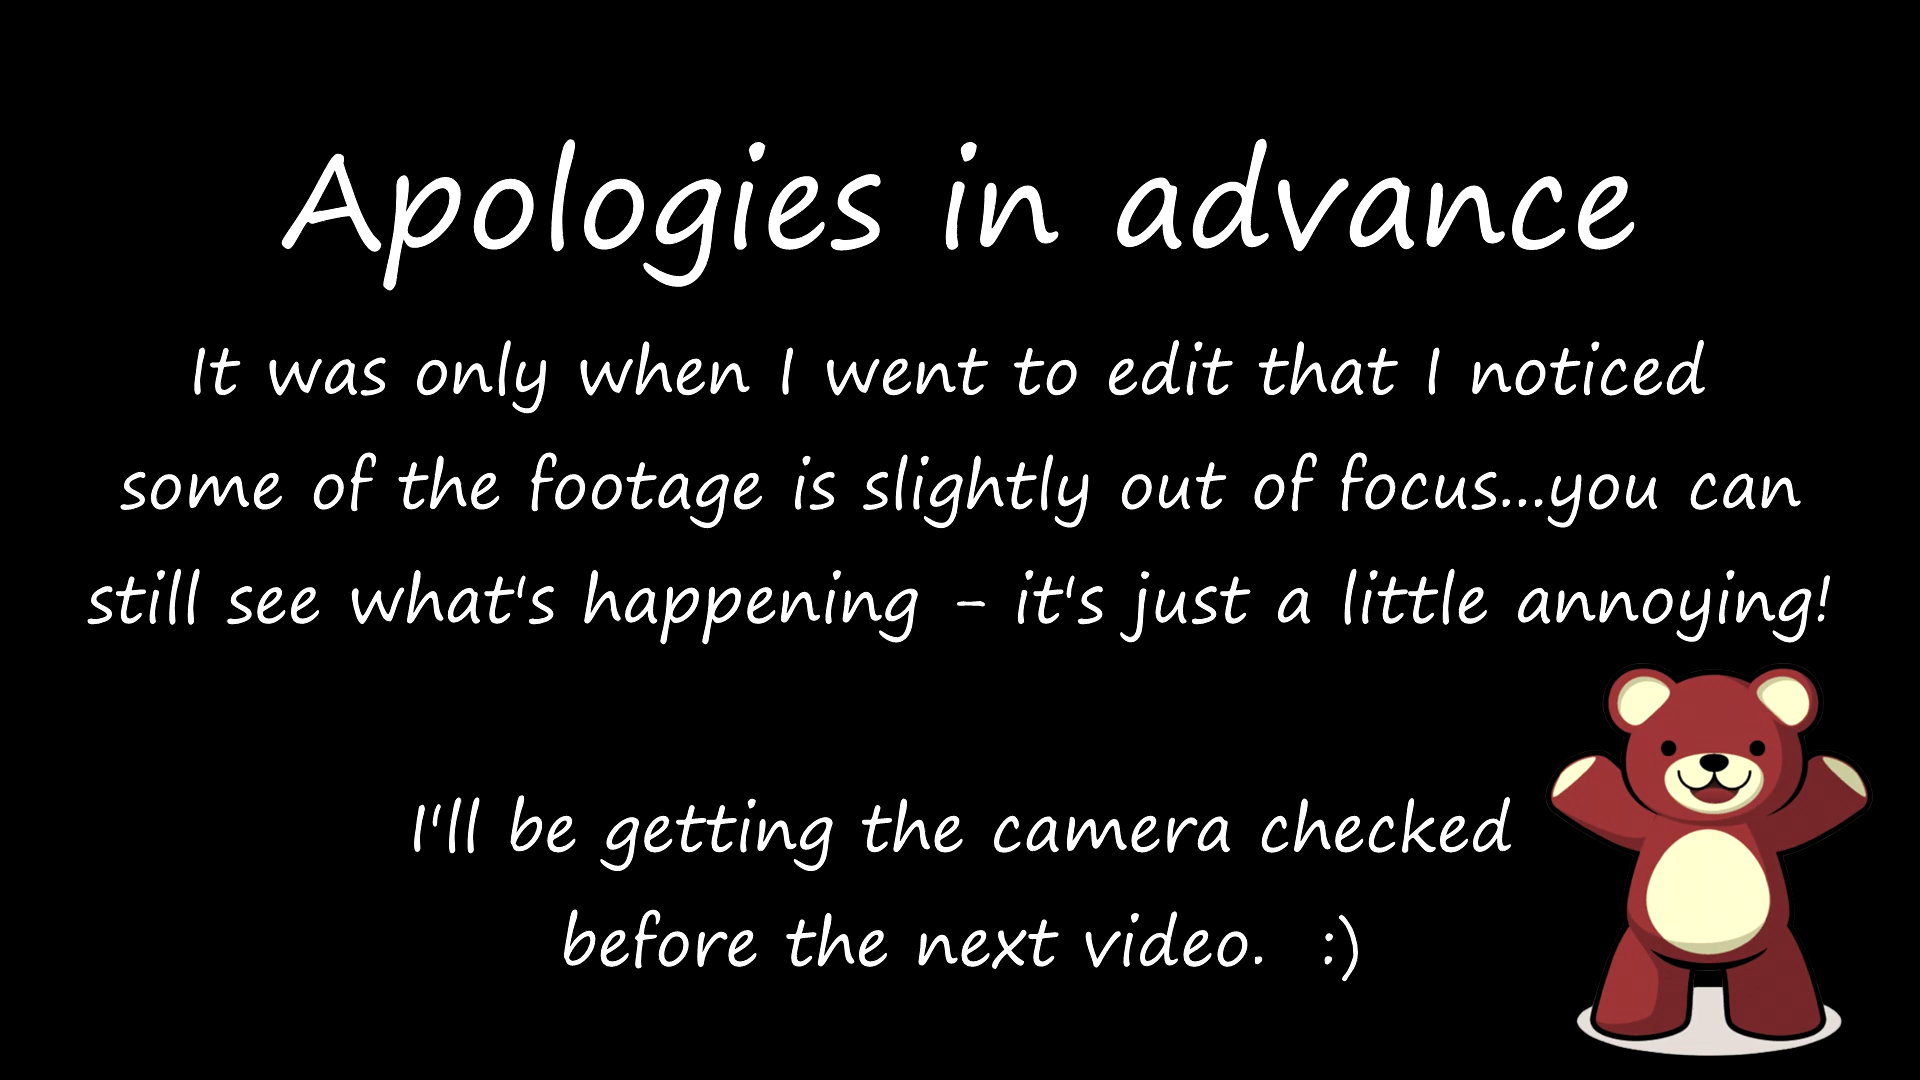 Apologies in advance
It was only when I went to edit that I noticed
some of the footage is slightly out of focus...you can
still see what's happening - it's just a little annoying!
I'll be getting the camera checked
before the next video.  :)